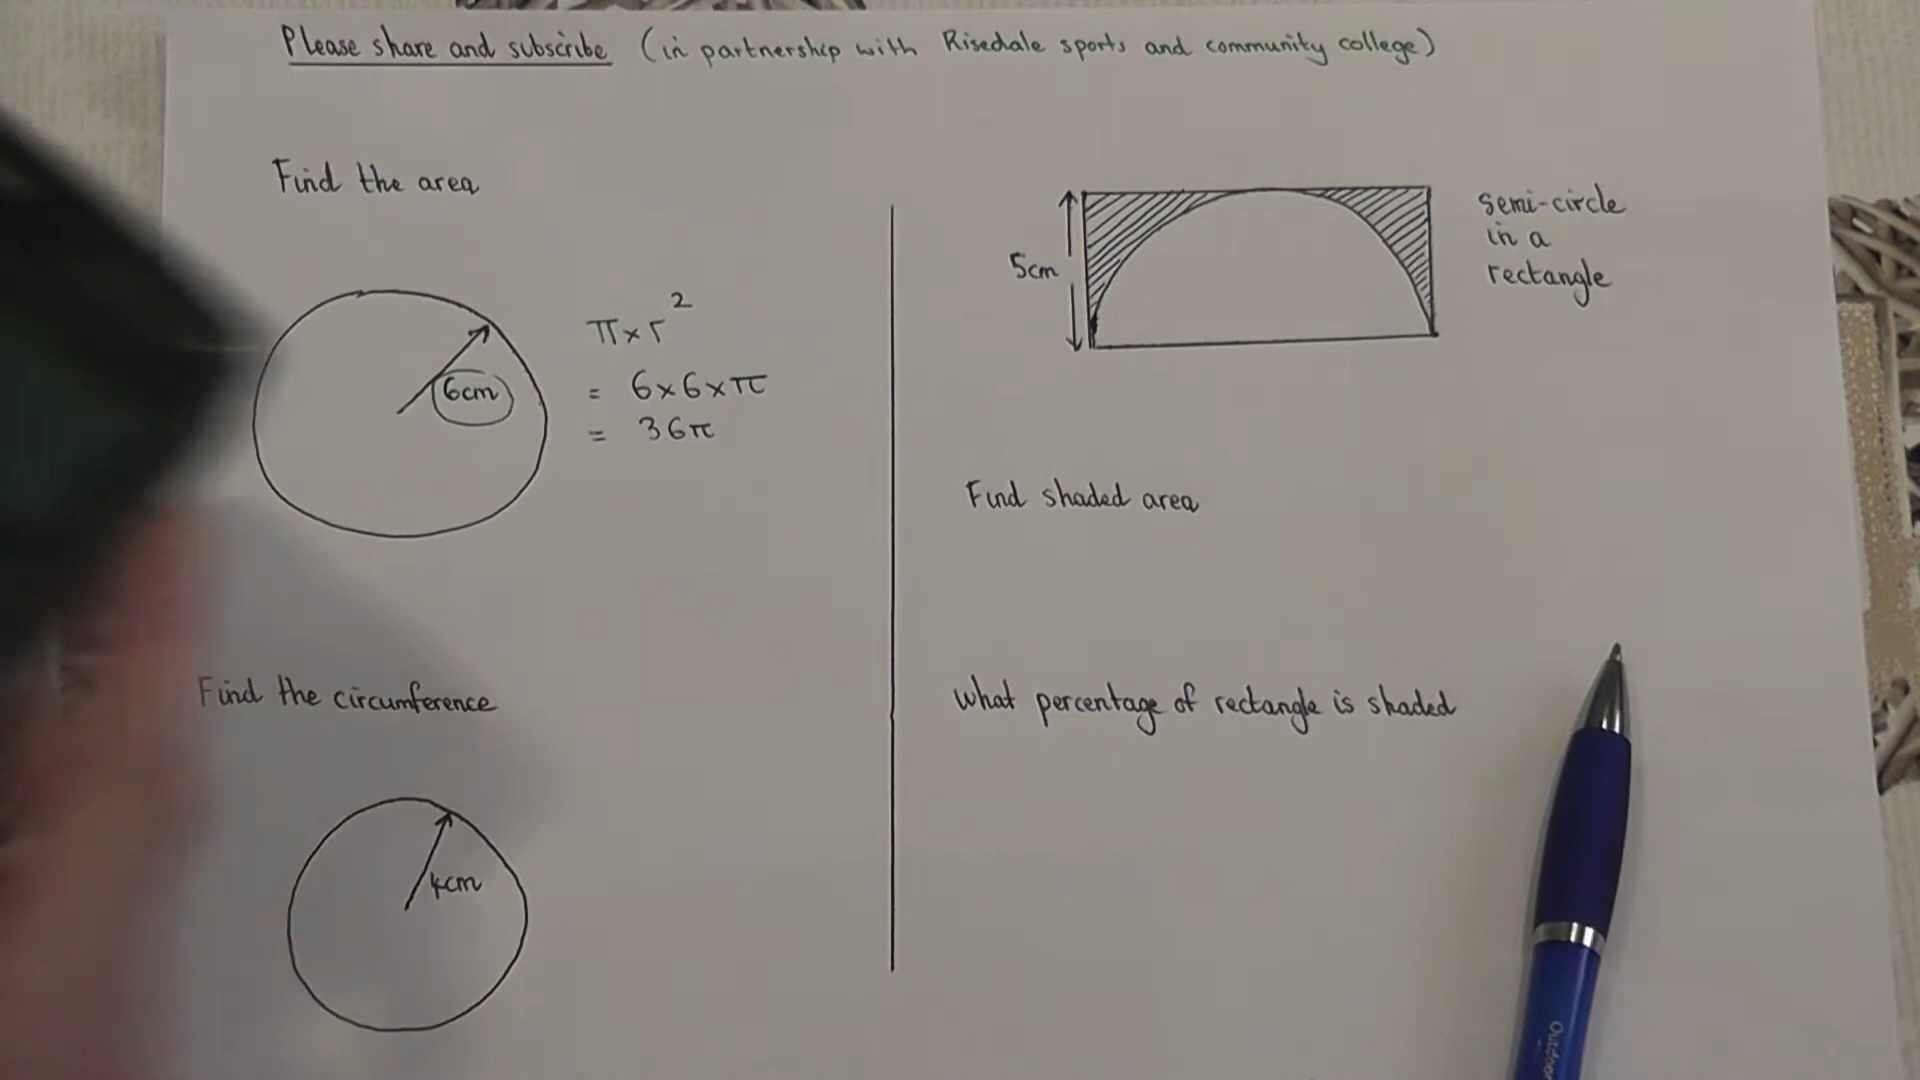 Please share and subscribe (in partnership with Risedale sports and community college)
Find the area
6cm
π×r²
= 6×6×π
= 36π
Find the circumference
4cm
5cm
semi-circle
in a
rectangle
Find shaded area
What percentage of rectangle is shaded
Outdoor